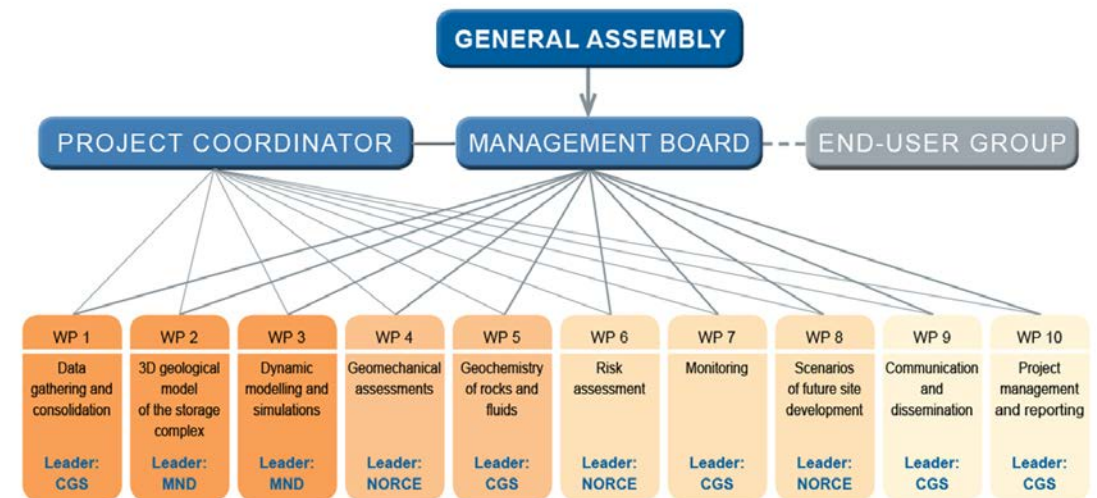 GENERAL ASSEMBLY
PROJECT COORDINATOR
MANAGEMENT BOARD
END-USER GROUP
WP 1
Data
gathering and
consolidation
Leader:
CGS
WP 2
3D geological
model
of the storage
complex
Leader:
MND
WP 3
Dynamic
modelling and
simulations
Leader:
MND
WP 4
Geomechanical
assessments
Leader:
NORCE
WP 5
Geochemistry
of rocks and
fluids
Leader:
CGS
WP 6
Risk
assessment
Leader:
NORCE
WP 7
Monitoring
Leader:
CGS
WP 8
Scenarios
of future site
development
Leader:
NORCE
WP 9
Communication
and
dissemination
Leader:
CGS
WP 10
Project
management
and reporting
Leader:
CGS